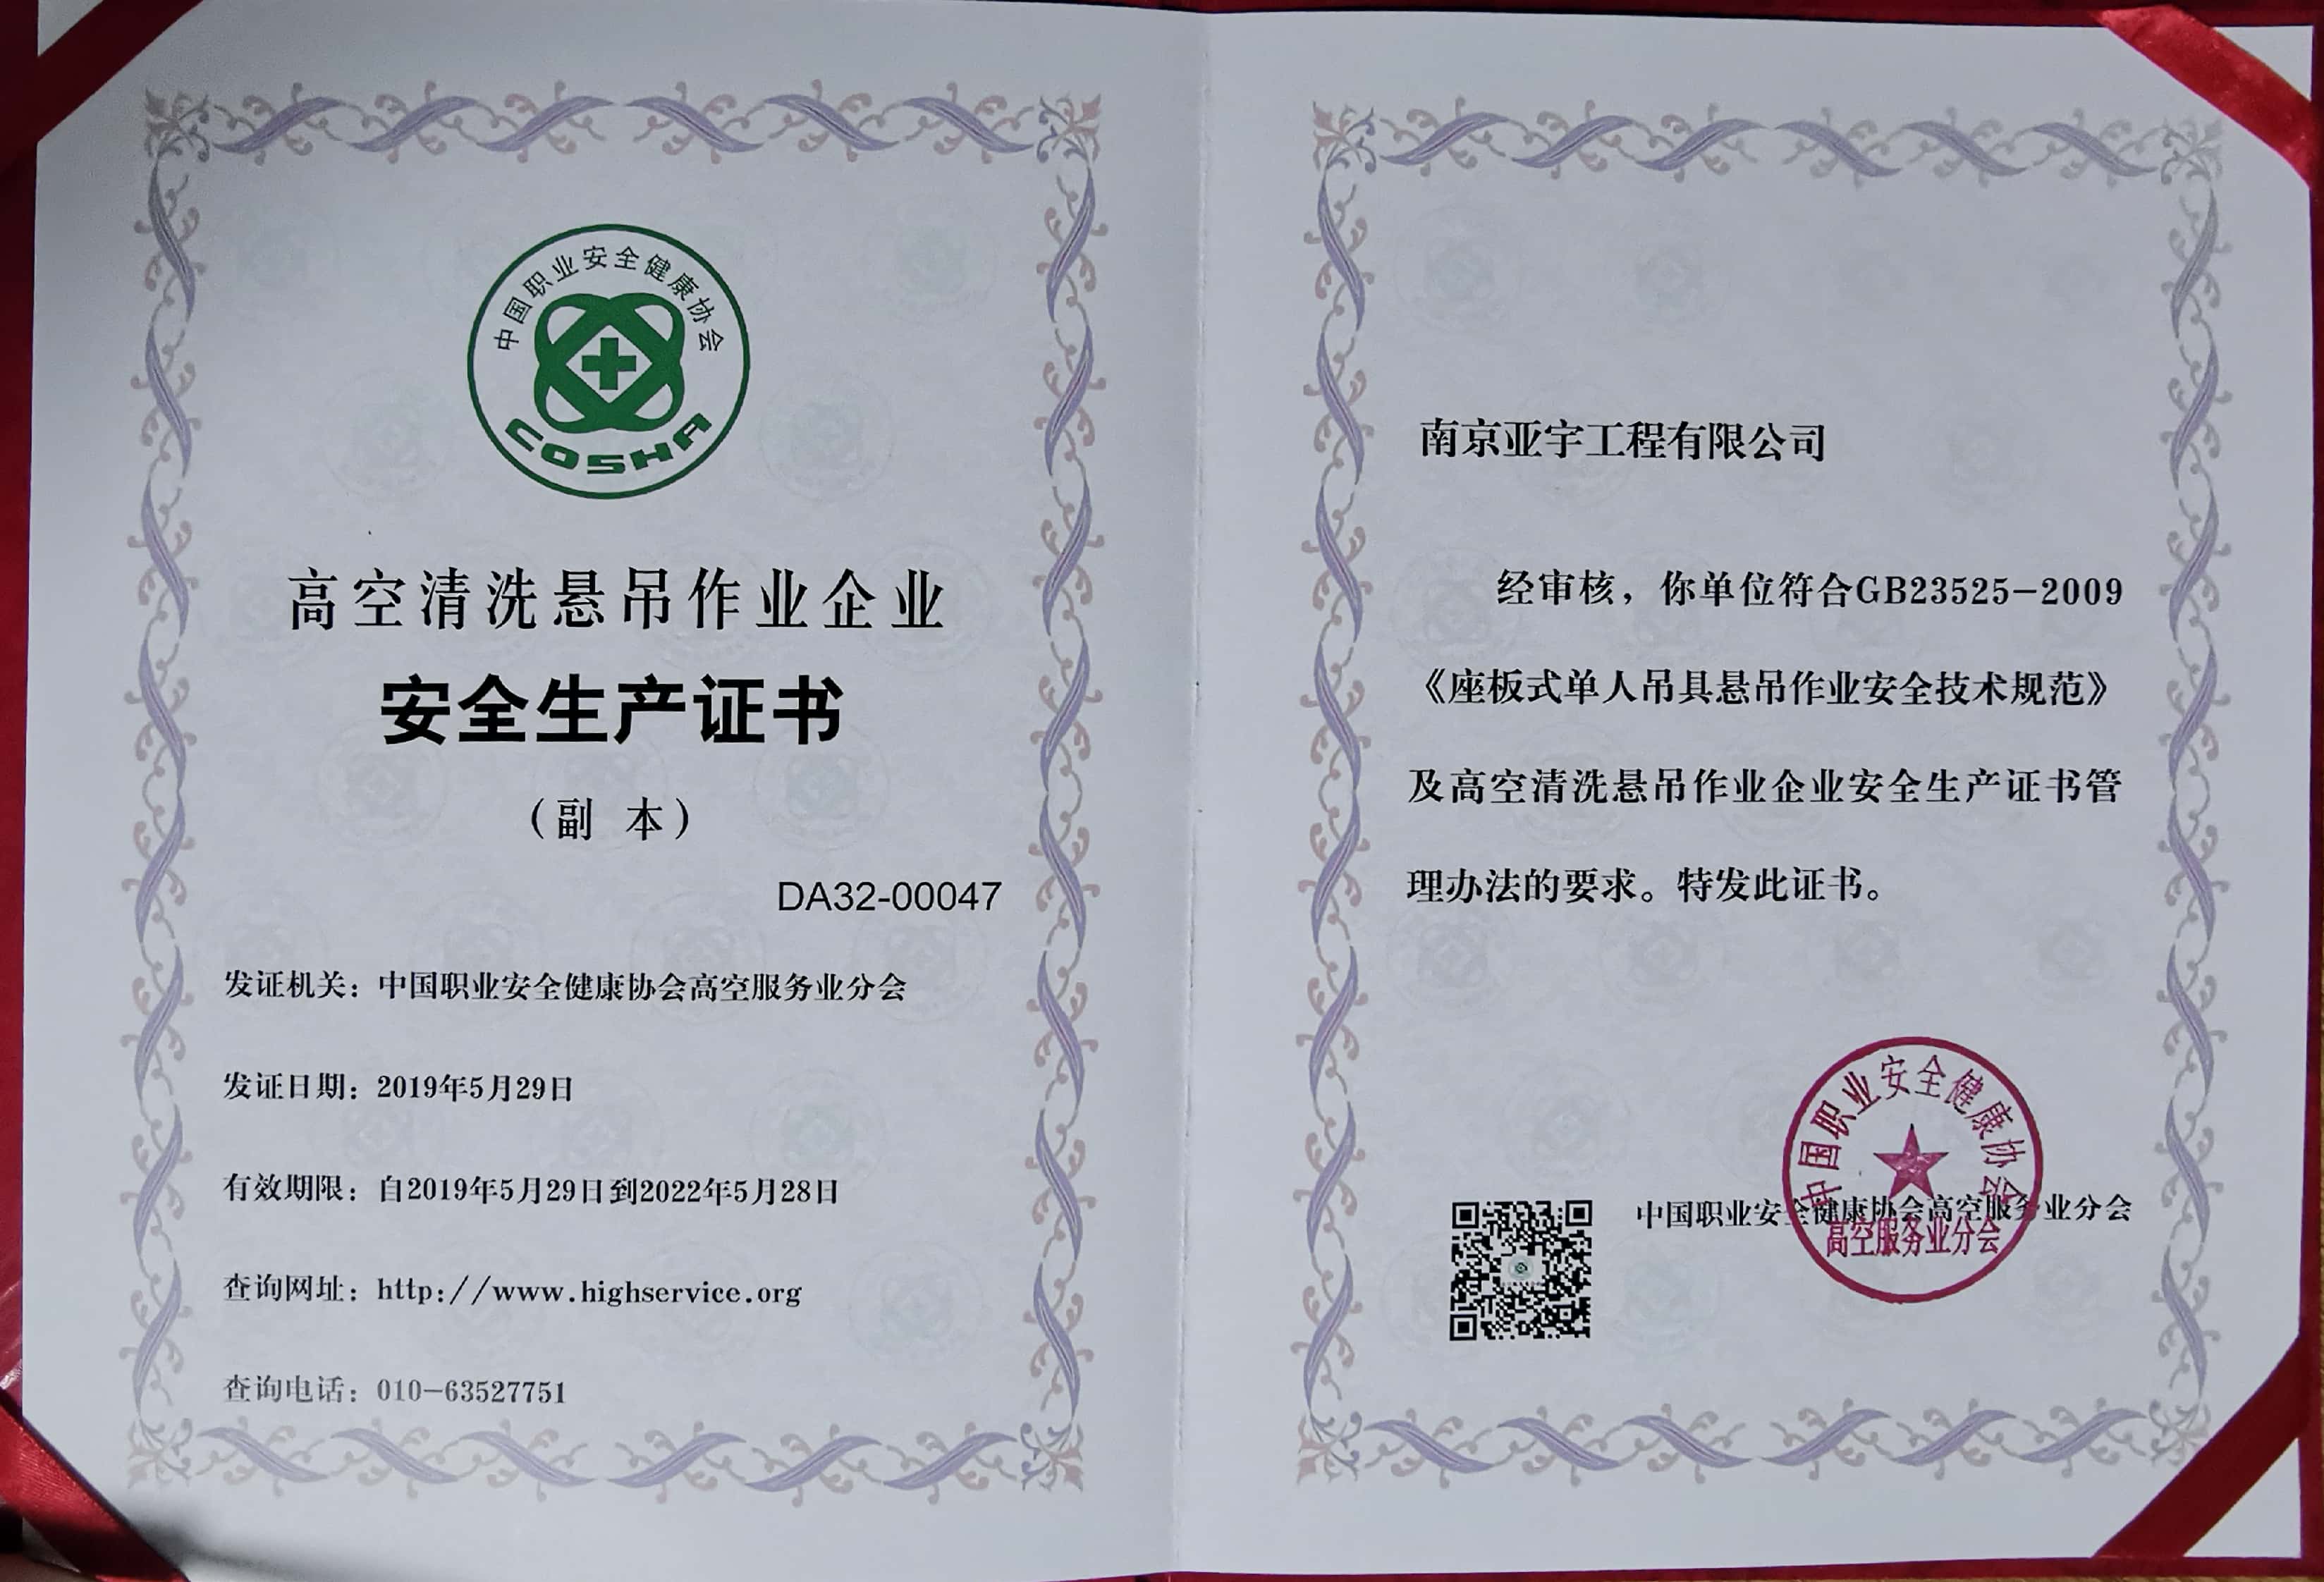 中国职业安全健康协会
COSHA
高空清洗悬吊作业企业
安全生产证书
（副 本）
DA32-00047
发证机关：中国职业安全健康协会高空服务业分会
发证日期：2019年5月29日
有效期限：自2019年5月29日到2022年5月28日
查询网址：http://www.highservice.org
查询电话：010-63527751
南京亚宇工程有限公司
经审核，你单位符合GB23525-2009
《座板式单人吊具悬吊作业安全技术规范》
及高空清洗悬吊作业企业安全生产证书管
理办法的要求。特发此证书。
中国职业安全健康协会高空服务业分会
中国职业安全健康协会
高空服务业分会